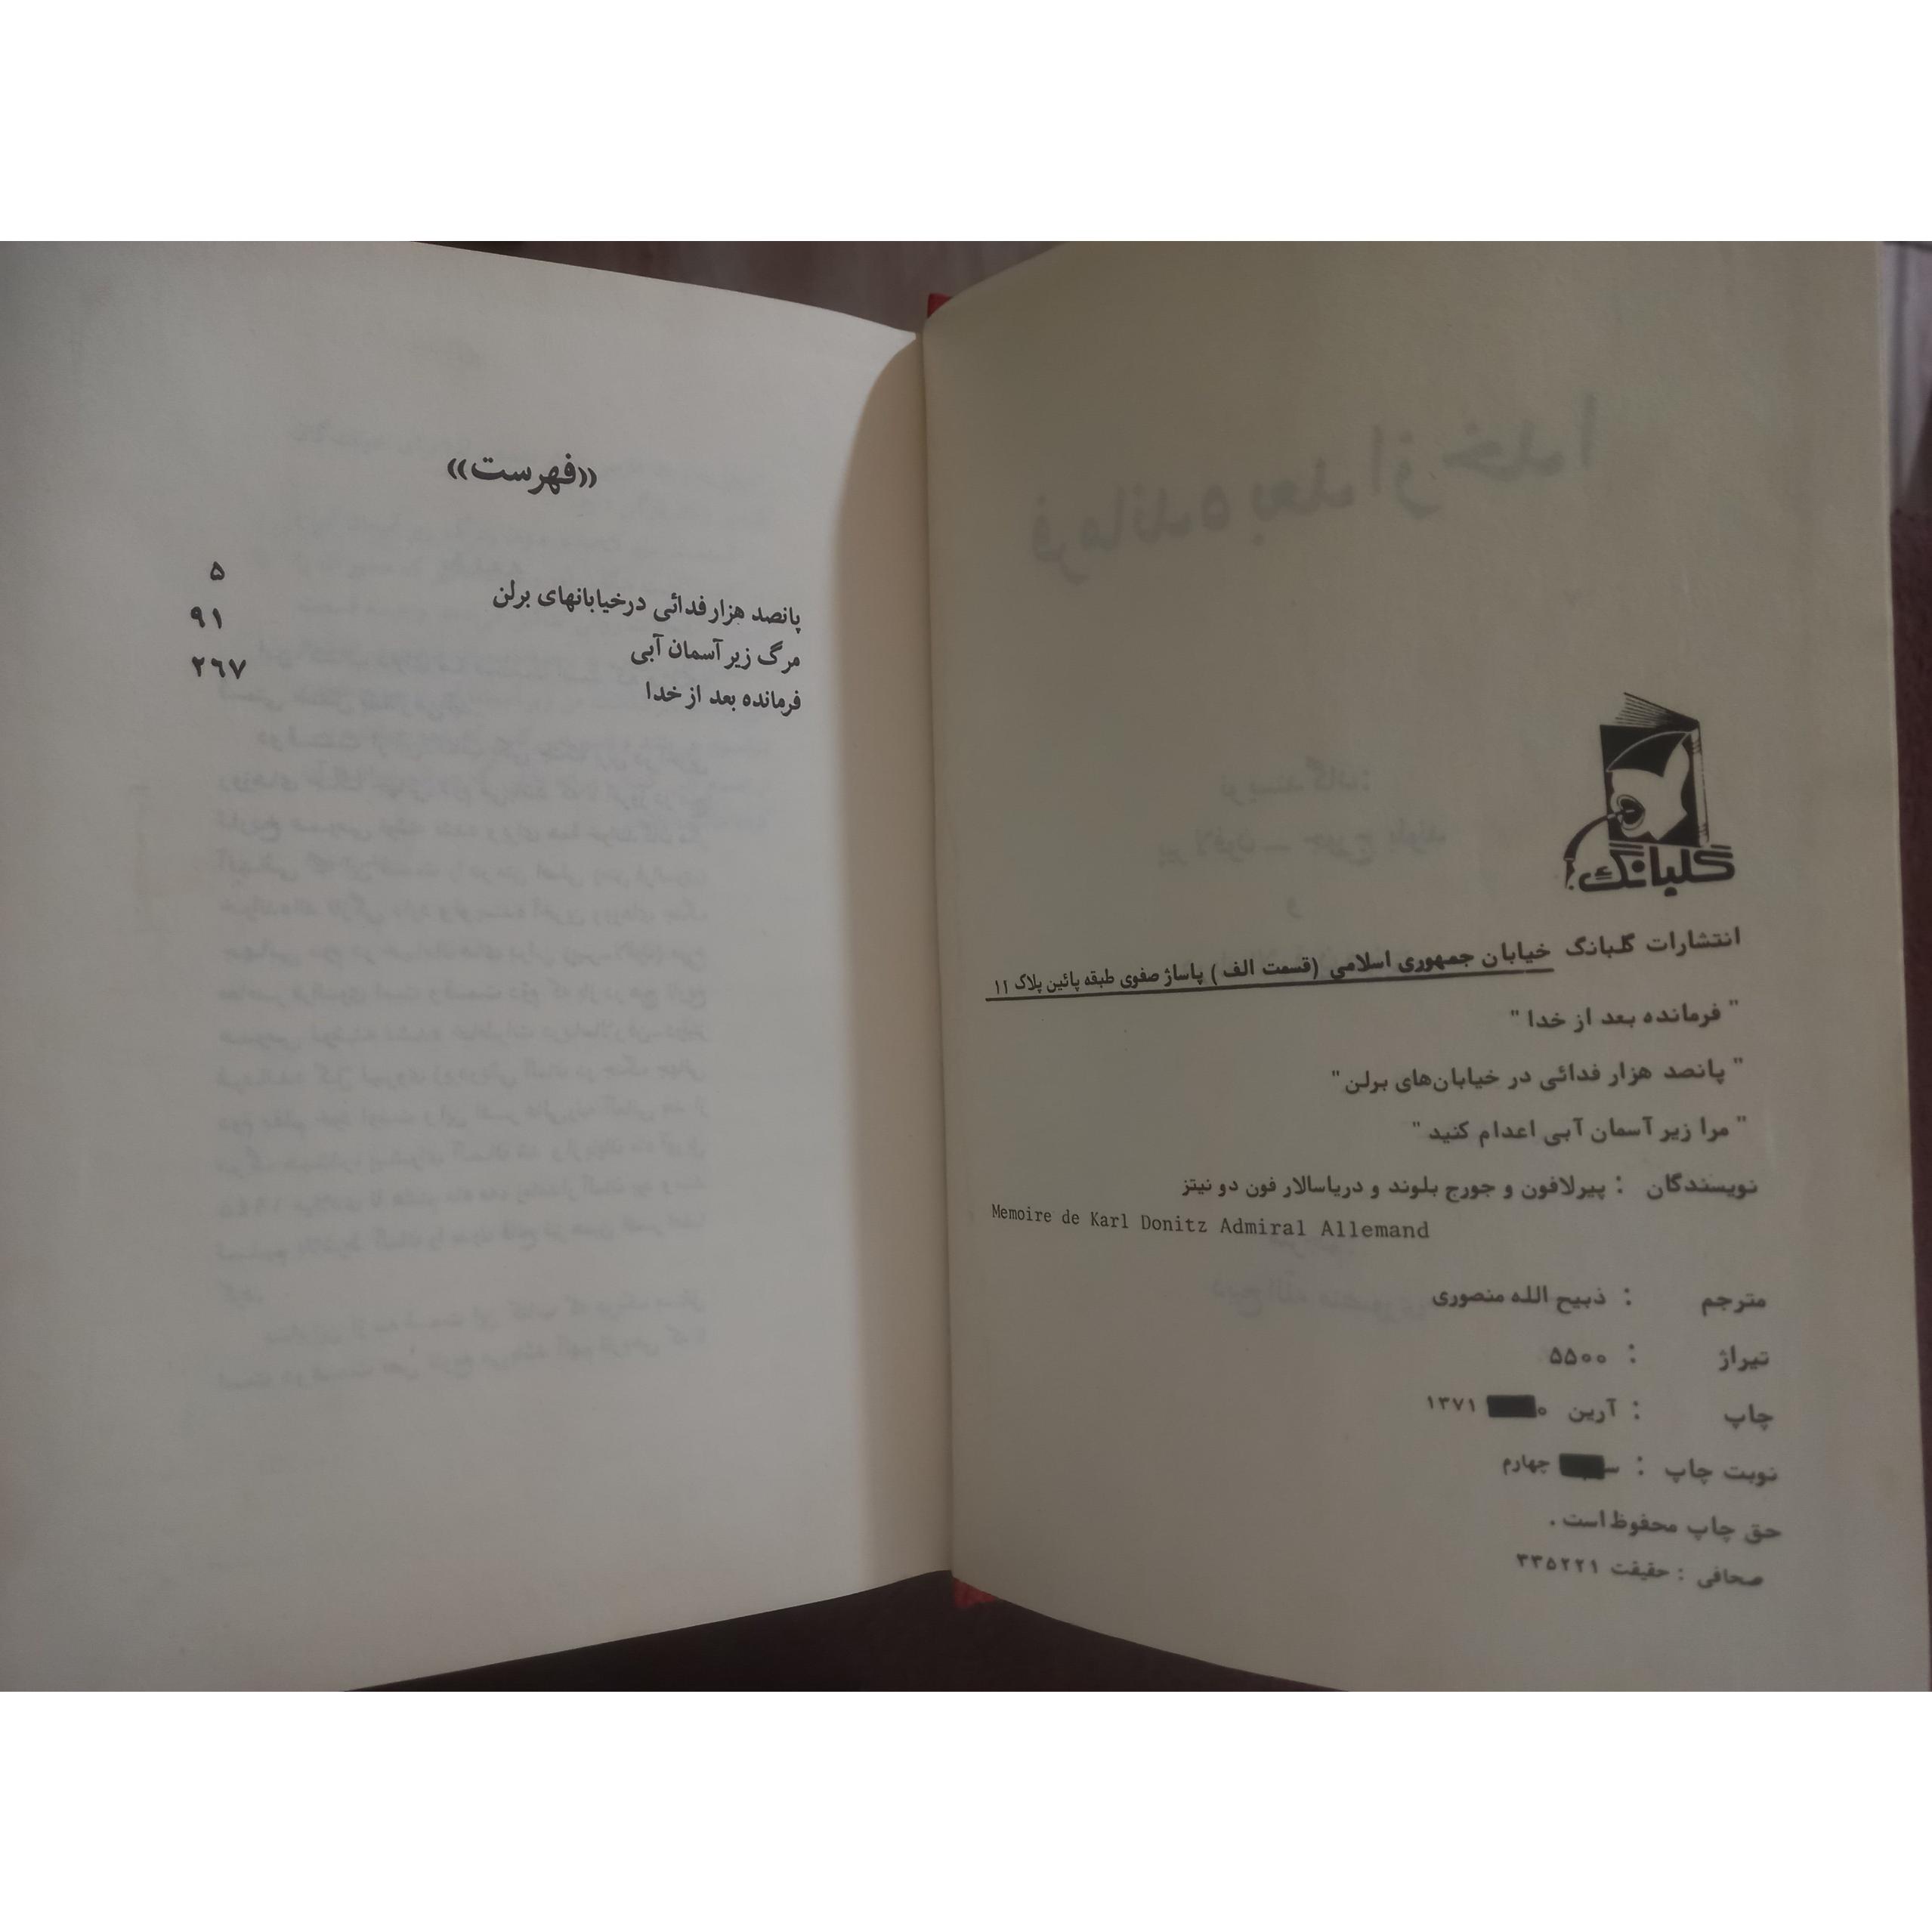 گلبانگ
انتشارات گلبانگ خیابان جمهوری اسلامی (قسمت الف) پاساژ صفوی طبقه پائین پلاک ۱۱
" فرمانده بعد از خدا "
" پانصد هزار فدائی در خیابان‌های برلن "
" مرا زیر آسمان آبی اعدام کنید "
نویسندگان : پیرلافون و جورج بلوند و دریاسالار فون دو نیتز
Memoire de Karl Donitz Admiral Allemand
مترجم : ذبیح الله منصوری
تیراژ : ۵۵۰۰
چاپ : آرین ۱۳۷۱
نوبت چاپ : چهارم
حق چاپ محفوظ است .
صحافی : حقیقت ۳۳۵۲۲۱
«فهرست»
پانصد هزار فدائی در خیابانهای برلن ۵
مرگ زیر آسمان آبی ۹۱
فرمانده بعد از خدا ۲٦۷